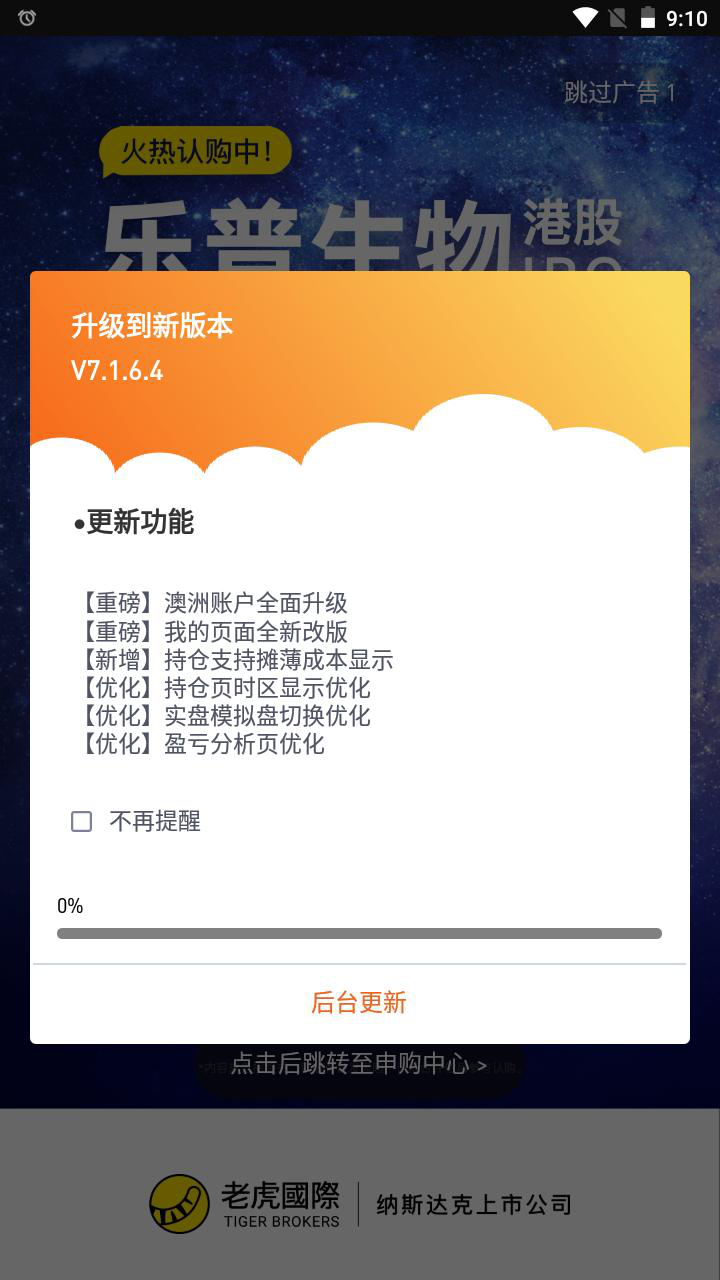 9:10
跳过广告 1
火热认购中!
乐普生物
港股
IPO
升级到新版本
V7.1.6.4
•更新功能
【重磅】澳洲账户全面升级
【重磅】我的页面全新改版
【新增】持仓支持摊薄成本显示
【优化】持仓页时区显示优化
【优化】实盘模拟盘切换优化
【优化】盈亏分析页优化
不再提醒
0%
后台更新
点击后跳转至申购中心 >
老虎國際
TIGER BROKERS
纳斯达克上市公司